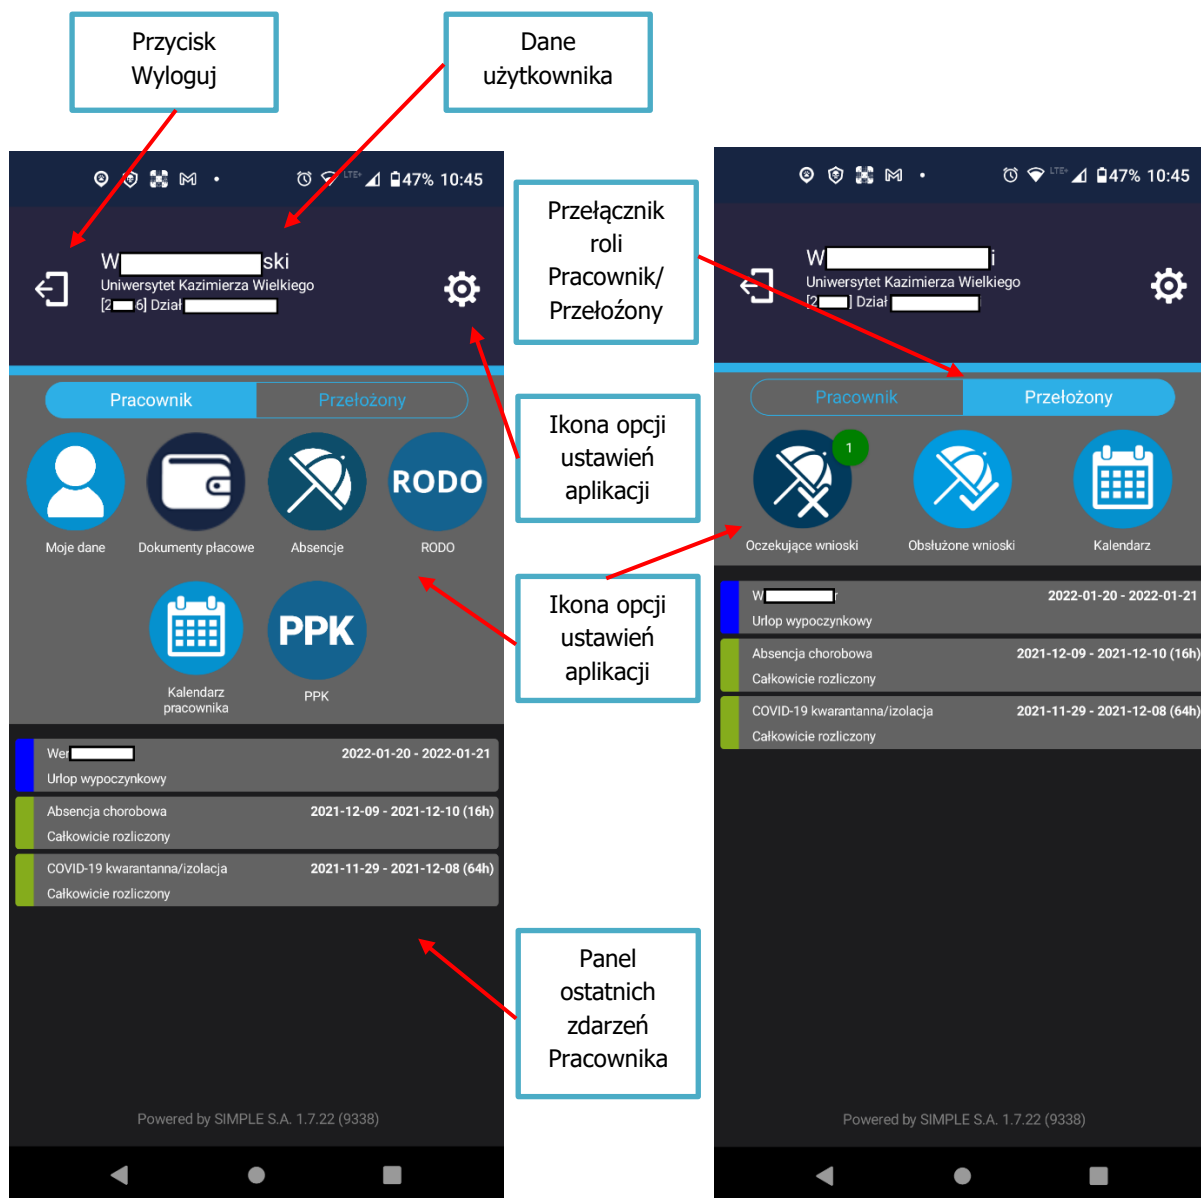 Przycisk
Wyloguj
Dane
użytkownika
LTE+ 47% 10:45
W ski
Uniwersytet Kazimierza Wielkiego
[2 6] Dział
Pracownik Przełożony
RODO
Moje dane Dokumenty płacowe Absencje RODO
PPK
Kalendarz
pracownika
PPK
Wer 2022-01-20 - 2022-01-21
Urlop wypoczynkowy
Absencja chorobowa 2021-12-09 - 2021-12-10 (16h)
Całkowicie rozliczony
COVID-19 kwarantanna/izolacja 2021-11-29 - 2021-12-08 (64h)
Całkowicie rozliczony
Powered by SIMPLE S.A. 1.7.22 (9338)
Przełącznik
roli
Pracownik/
Przełoźony
Ikona opcji
ustawień
aplikacji
Ikona opcji
ustawień
aplikacji
Panel
ostatnich
zdarzeń
Pracownika
LTE+ 47% 10:45
W i
Uniwersytet Kazimierza Wielkiego
[2 ] Dział
Pracownik Przełożony
1
Oczekujące wnioski Obsłużone wnioski Kalendarz
W r 2022-01-20 - 2022-01-21
Urlop wypoczynkowy
Absencja chorobowa 2021-12-09 - 2021-12-10 (16h)
Całkowicie rozliczony
COVID-19 kwarantanna/izolacja 2021-11-29 - 2021-12-08 (64h)
Całkowicie rozliczony
Powered by SIMPLE S.A. 1.7.22 (9338)